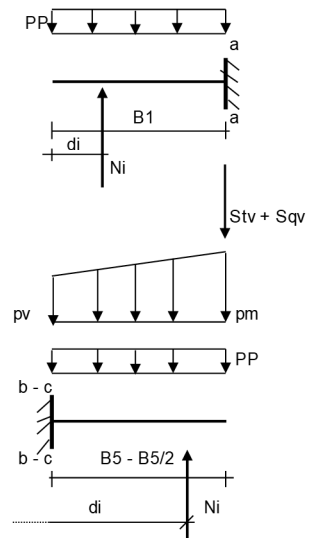 PP
a
B1
a
di
Ni
Stv + Sqv
pv
pm
PP
b - c
b - c
B5 - B5/2
di
Ni